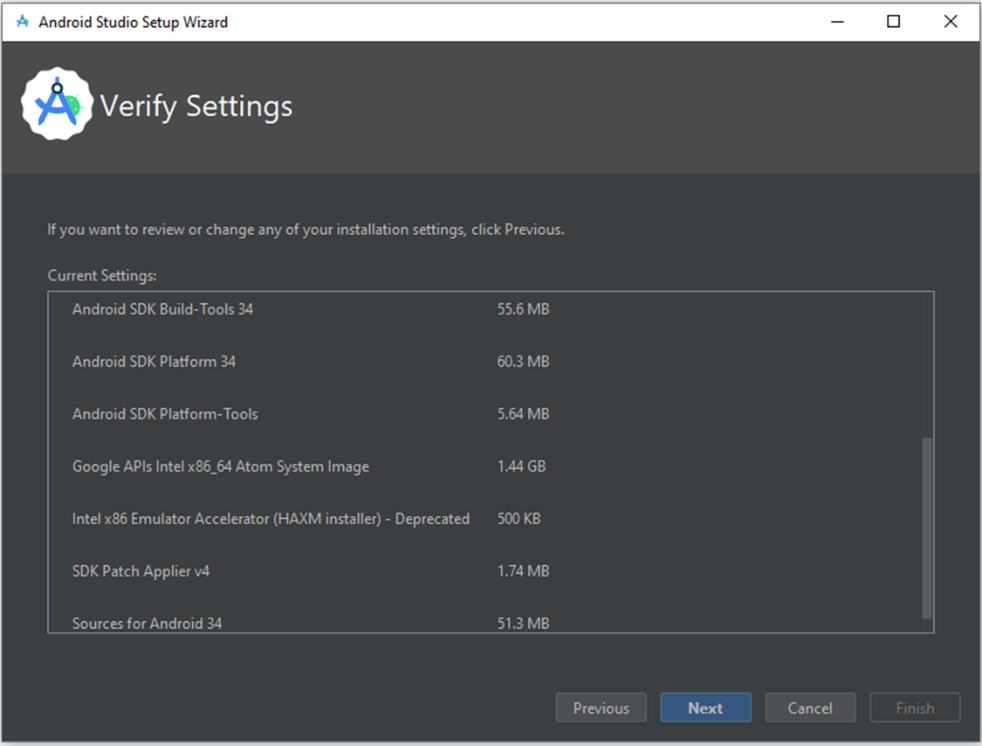 Android Studio Setup Wizard
Verify Settings
If you want to review or change any of your installation settings, click Previous.
Current Settings:
Android SDK Build-Tools 34 55.6 MB
Android SDK Platform 34 60.3 MB
Android SDK Platform-Tools 5.64 MB
Google APIs Intel x86_64 Atom System Image 1.44 GB
Intel x86 Emulator Accelerator (HAXM installer) - Deprecated 500 KB
SDK Patch Applier v4 1.74 MB
Sources for Android 34 51.3 MB
Previous Next Cancel Finish